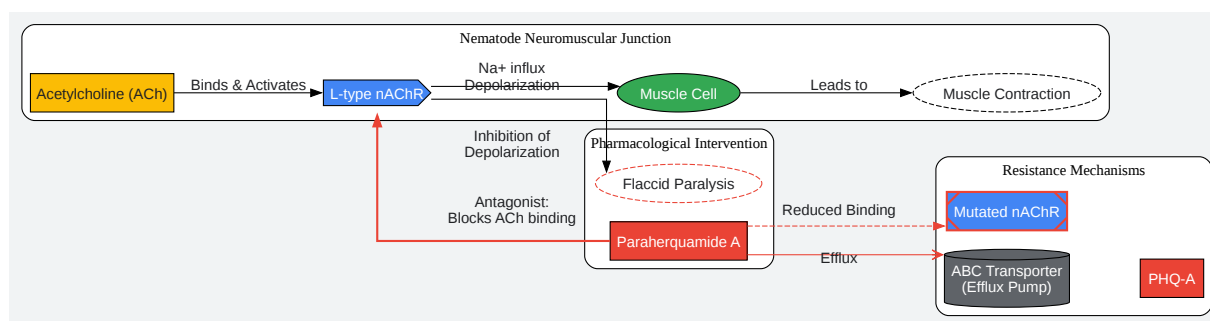 Nematode Neuromuscular Junction
Acetylcholine (ACh)
Binds & Activates
L-type nAChR
Na+ influx
Depolarization
Muscle Cell
Leads to
Muscle Contraction
Inhibition of
Depolarization
Pharmacological Intervention
Flaccid Paralysis
Antagonist:
Blocks ACh binding
Paraherquamide A
Reduced Binding
Efflux
Resistance Mechanisms
Mutated nAChR
ABC Transporter
(Efflux Pump)
PHQ-A